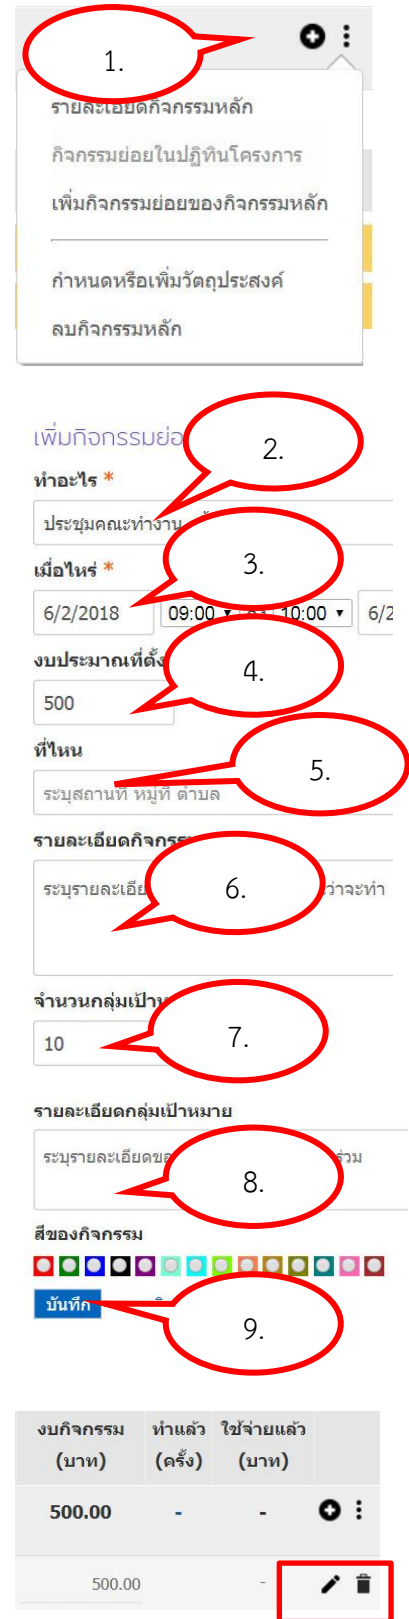 1.
รายละเอียดกิจกรรมหลัก
กิจกรรมย่อยในปฏิทินโครงการ
เพิ่มกิจกรรมย่อยของกิจกรรมหลัก
กำหนดหรือเพิ่มวัตถุประสงค์
ลบกิจกรรมหลัก
เพิ่มกิจกรรมย่อ
2.
ทำอะไร *
ประชุมคณะทำงาน
เมื่อไหร่ *
3.
6/2/2018 09:00 10:00 6/2
งบประมาณที่ตั้ง
4.
500
ที่ไหน
5.
ระบุสถานที่ หมู่ที่ ตำบล
รายละเอียดกิจกรรม
ระบุรายละเอีย 6. ว่าจะทำ
จำนวนกลุ่มเป้าห
10 7.
รายละเอียดกลุ่มเป้าหมาย
ระบุรายละเอียดขอ ร่วม
8.
สีของกิจกรรม
บันทึก
9.
งบกิจกรรม ทำแล้ว ใช้จ่ายแล้ว
(บาท) (ครั้ง) (บาท)
500.00 - -
500.00 -